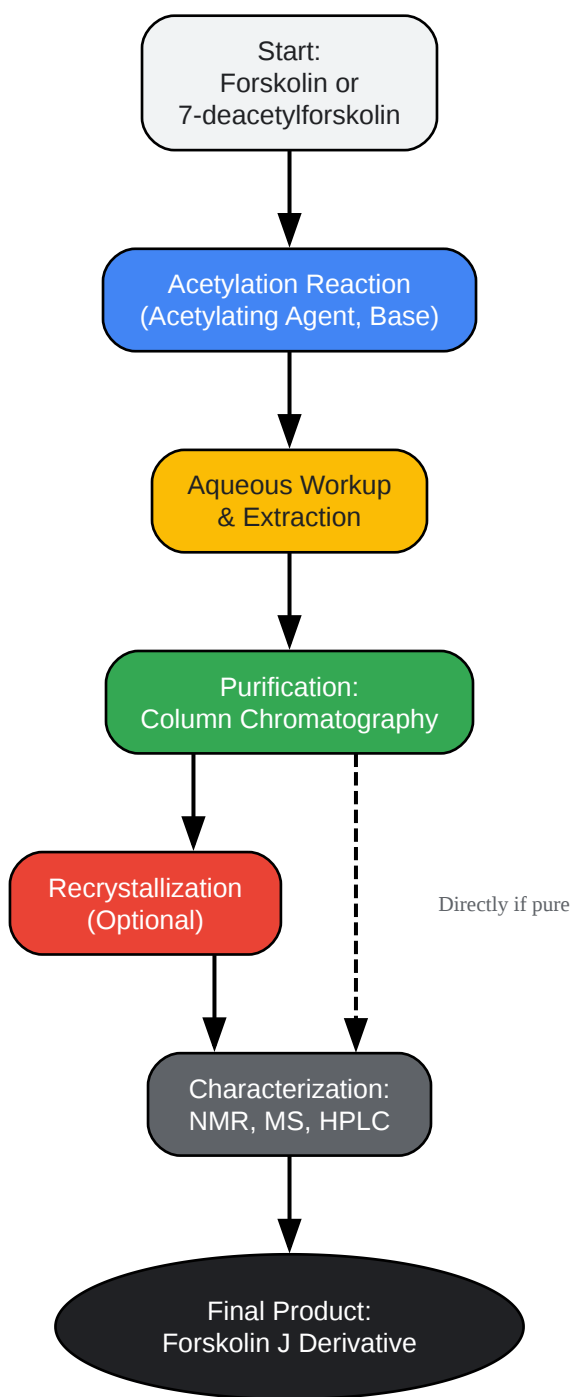 Start:
Forskolin or
7-deacetylforskolin
Acetylation Reaction
(Acetylating Agent, Base)
Aqueous Workup
& Extraction
Purification:
Column Chromatography
Recrystallization
(Optional)
Directly if pure
Characterization:
NMR, MS, HPLC
Final Product:
Forskolin J Derivative